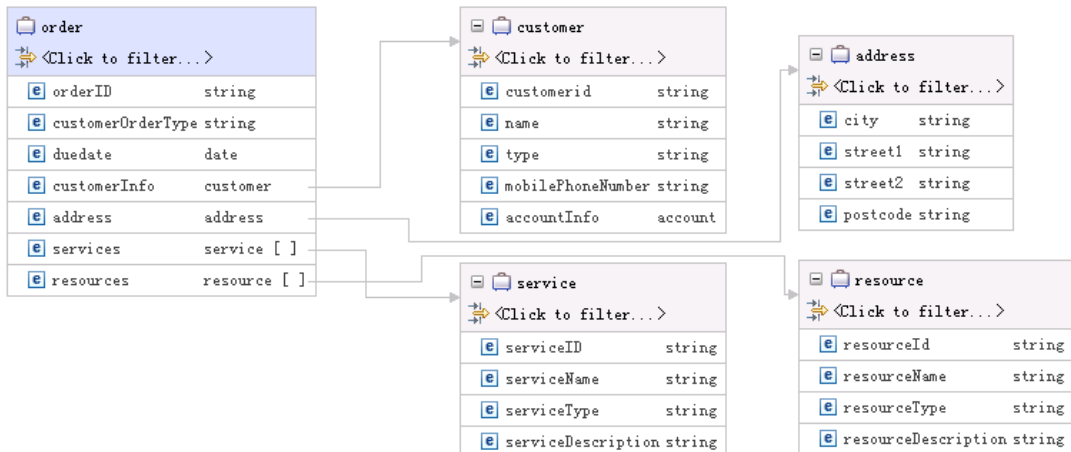 order
<Click to filter...>
e orderID string
e customerOrderType string
e duedate date
e customerInfo customer
e address address
e services service [ ]
e resources resource [ ]
customer
<Click to filter...>
e customerid string
e name string
e type string
e mobilePhoneNumber string
e accountInfo account
address
<Click to filter...>
e city string
e street1 string
e street2 string
e postcode string
service
<Click to filter...>
e serviceID string
e serviceName string
e serviceType string
e serviceDescription string
resource
<Click to filter...>
e resourceId string
e resourceName string
e resourceType string
e resourceDescription string